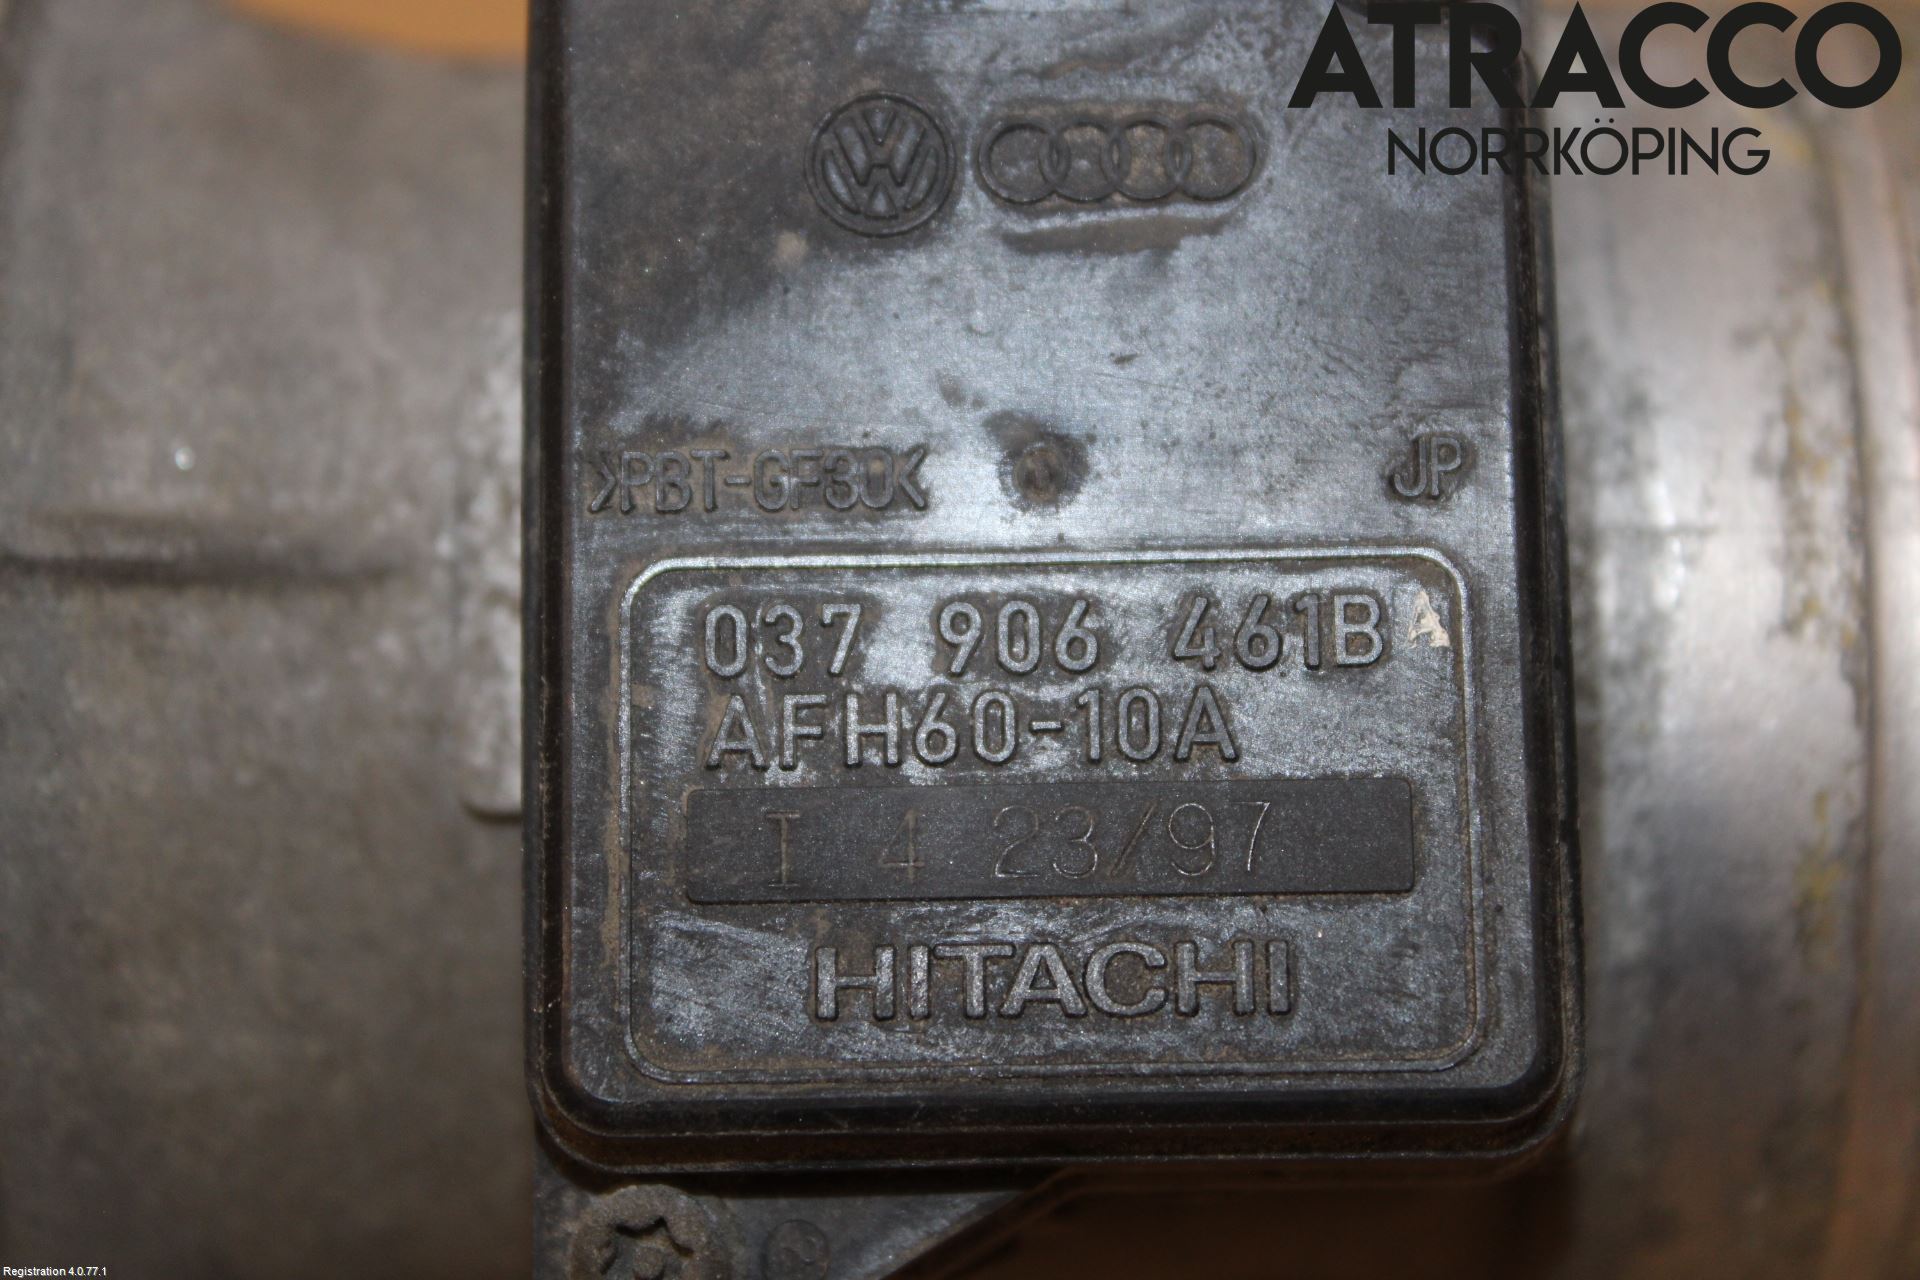 ATRACCO
NORRKÖPING
>PBT-GF30<
JP
037 906 461B A
AFH60-10A
I 4 23/97
HITACHI
Registration 4.0.77.1